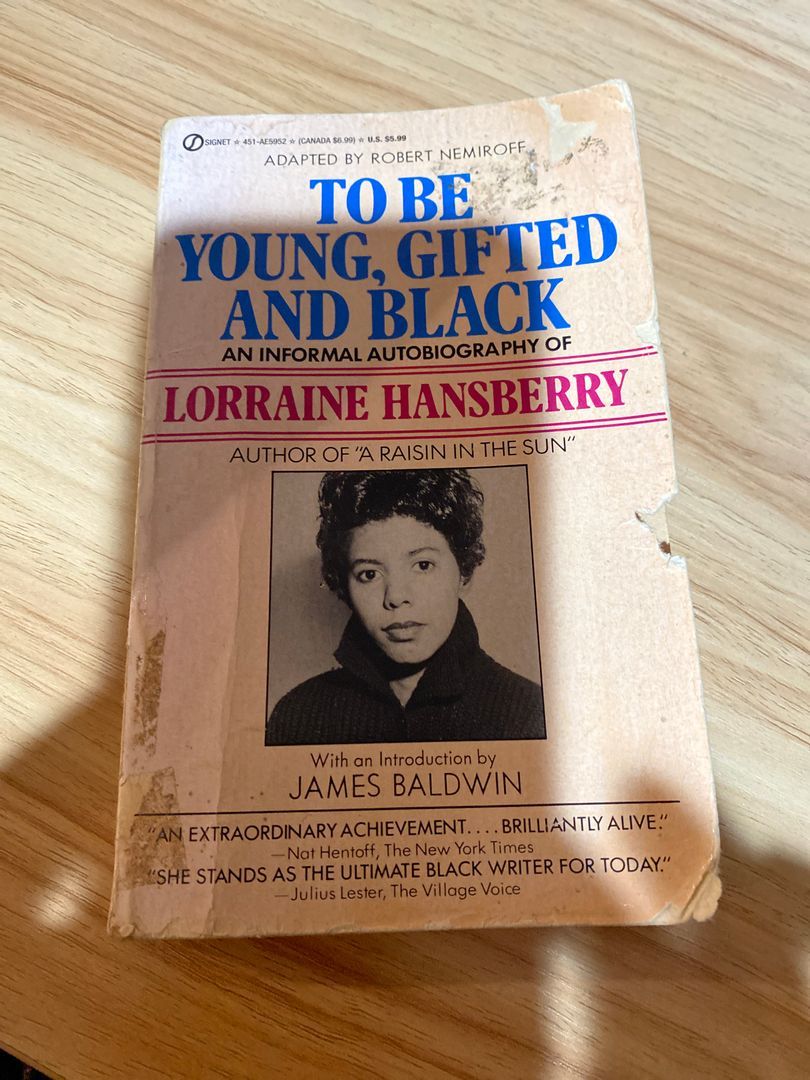 SIGNET ☆ 451-AE5952 ☆ (CANADA $6.99) ☆ U.S. $5.99
ADAPTED BY ROBERT NEMIROFF
TO BE
YOUNG, GIFTED
AND BLACK
AN INFORMAL AUTOBIOGRAPHY OF
LORRAINE HANSBERRY
AUTHOR OF "A RAISIN IN THE SUN"
With an Introduction by
JAMES BALDWIN
"AN EXTRAORDINARY ACHIEVEMENT.... BRILLIANTLY ALIVE."
—Nat Hentoff, The New York Times
"SHE STANDS AS THE ULTIMATE BLACK WRITER FOR TODAY."
—Julius Lester, The Village Voice